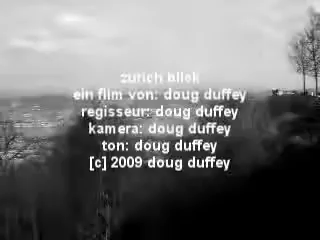 zurich blick
ein film von: doug duffey
regisseur: doug duffey
kamera: doug duffey
ton: doug duffey
[c] 2009 doug duffey